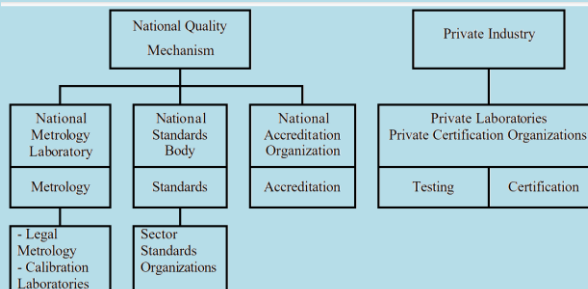 National Quality
Mechanism
Private Industry
National
Metrology
Laboratory
National
Standards
Body
National
Accreditation
Organization
Private Laboratories
Private Certification Organizations
Metrology
Standards
Accreditation
Testing
Certification
- Legal
Metrology
- Calibration
Laboratories
Sector
Standards
Organizations